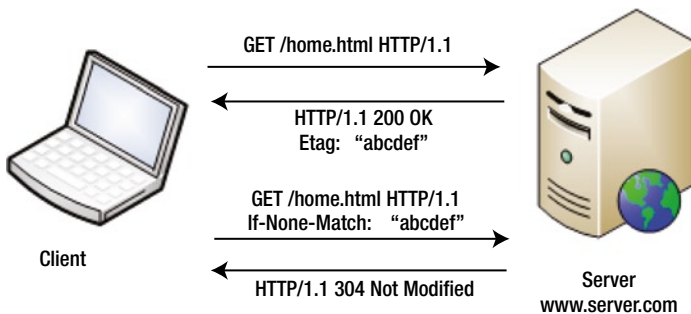 GET /home.html HTTP/1.1
HTTP/1.1 200 OK
Etag: “abcdef”
GET /home.html HTTP/1.1
If-None-Match: “abcdef”
HTTP/1.1 304 Not Modified
Client
Server
www.server.com